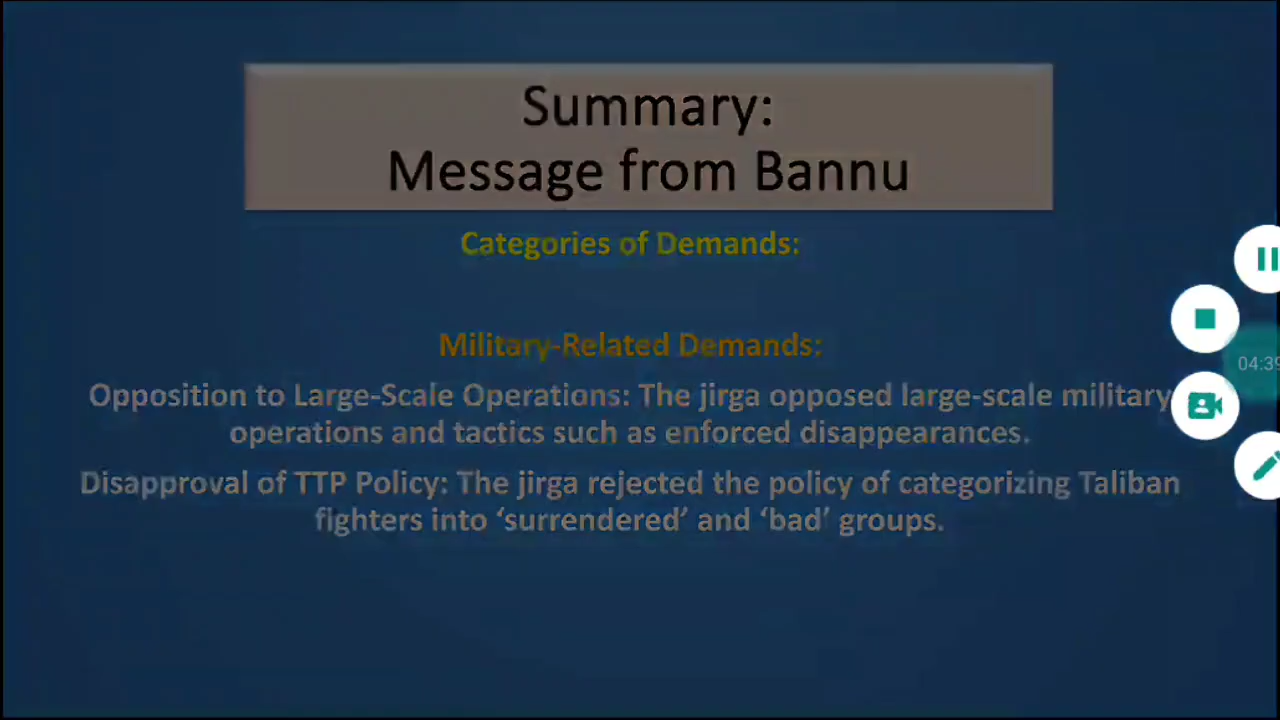 Summary:
Message from Bannu
Categories of Demands:
Military-Related Demands:
Opposition to Large-Scale Operations: The jirga opposed large-scale military
operations and tactics such as enforced disappearances.
Disapproval of TTP Policy: The jirga rejected the policy of categorizing Taliban
fighters into ‘surrendered’ and ‘bad’ groups.
04:39